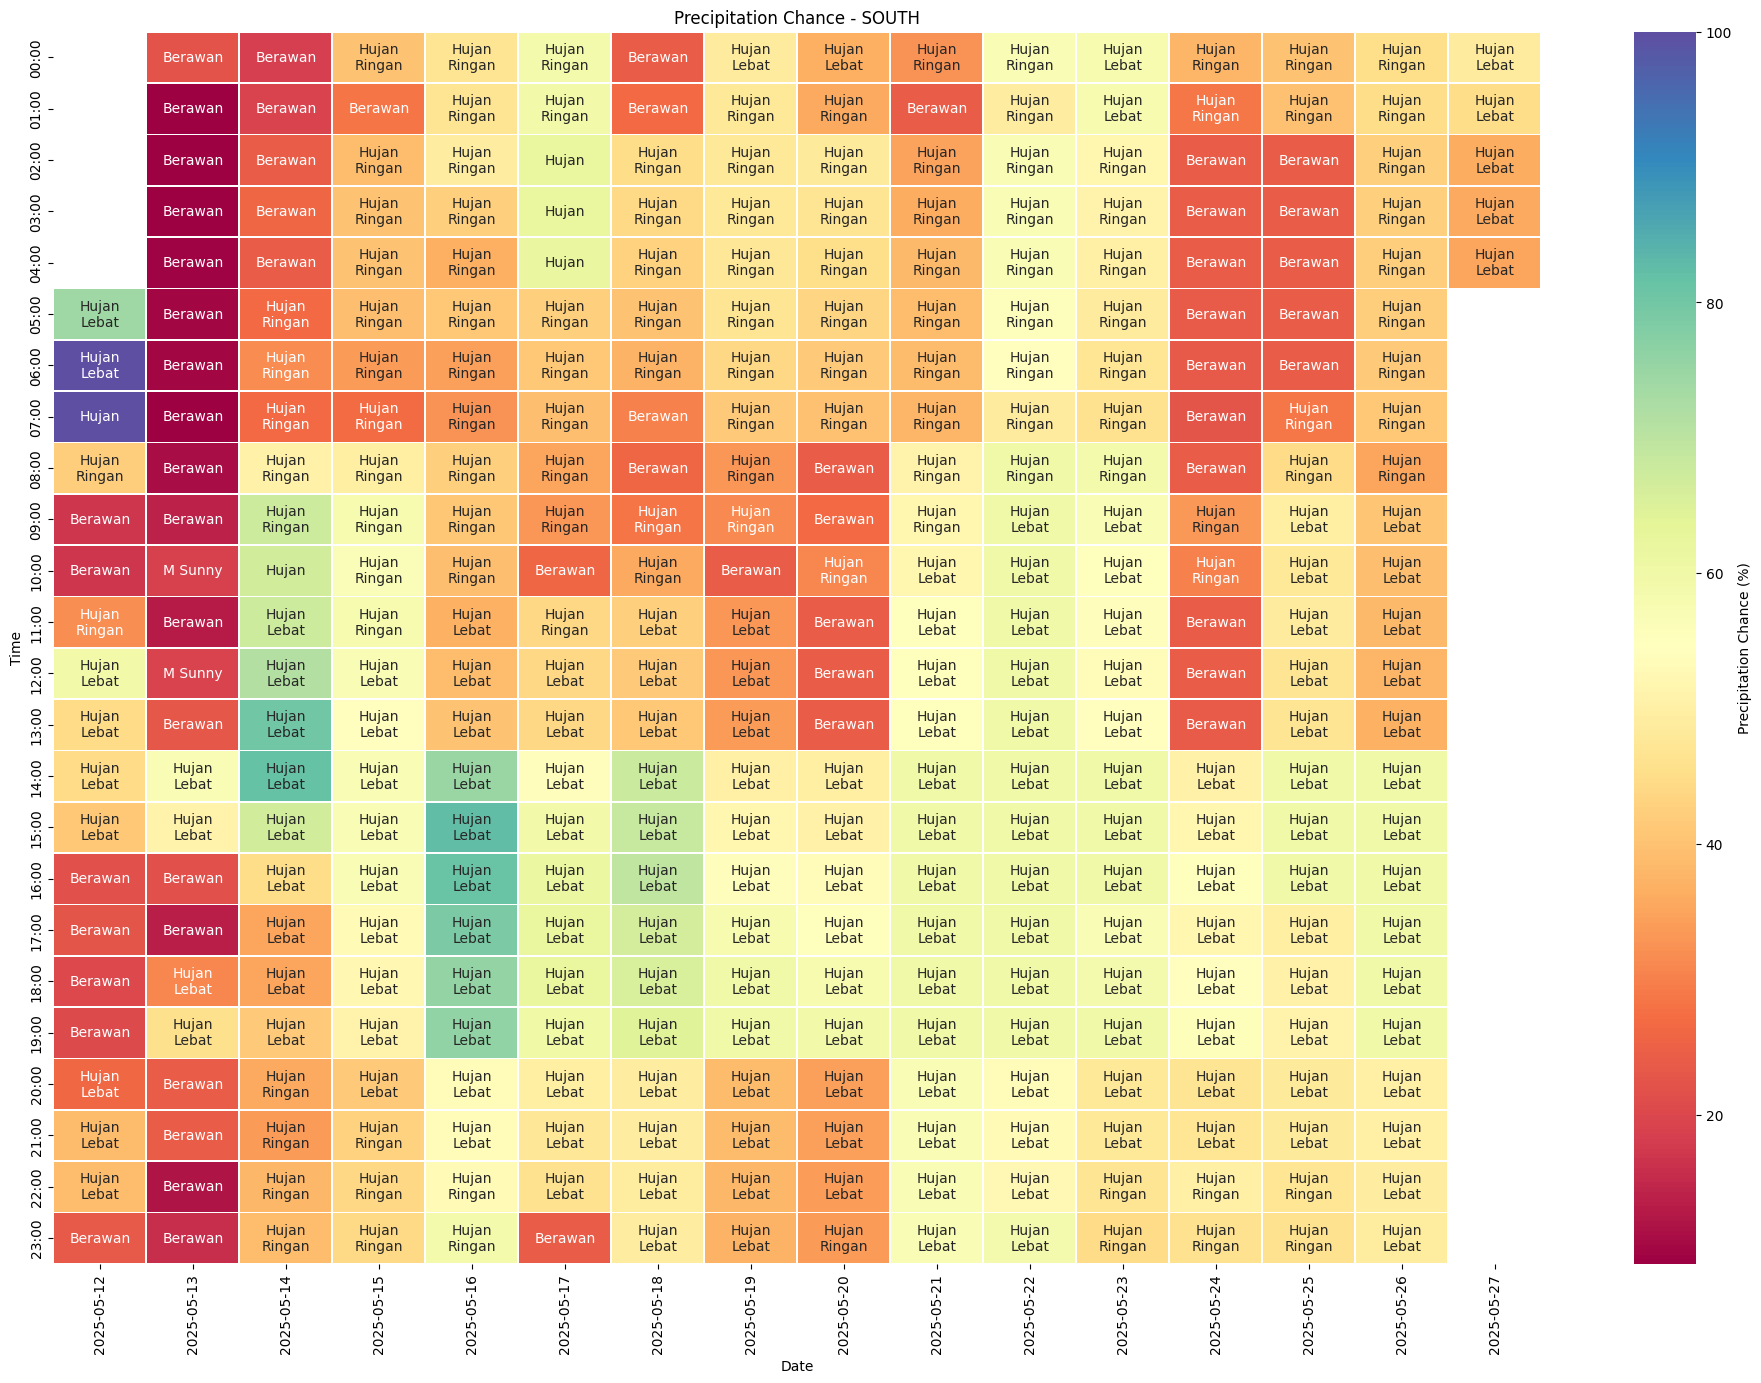 Precipitation Chance - SOUTH
00:00 Berawan Berawan Hujan Ringan Hujan Ringan Hujan Ringan Berawan Hujan Lebat Hujan Lebat Hujan Ringan Hujan Ringan Hujan Lebat Hujan Ringan Hujan Ringan Hujan Ringan Hujan Lebat
01:00 Berawan Berawan Berawan Hujan Ringan Hujan Ringan Berawan Hujan Ringan Hujan Ringan Berawan Hujan Ringan Hujan Lebat Hujan Ringan Hujan Ringan Hujan Ringan Hujan Lebat
02:00 Berawan Berawan Hujan Ringan Hujan Ringan Hujan Hujan Ringan Hujan Ringan Hujan Ringan Hujan Ringan Hujan Ringan Hujan Ringan Berawan Berawan Hujan Ringan Hujan Lebat
03:00 Berawan Berawan Hujan Ringan Hujan Ringan Hujan Hujan Ringan Hujan Ringan Hujan Ringan Hujan Ringan Hujan Ringan Hujan Ringan Berawan Berawan Hujan Ringan Hujan Lebat
04:00 Berawan Berawan Hujan Ringan Hujan Ringan Hujan Hujan Ringan Hujan Ringan Hujan Ringan Hujan Ringan Hujan Ringan Hujan Ringan Berawan Berawan Hujan Ringan Hujan Lebat
05:00 Hujan Lebat Berawan Hujan Ringan Hujan Ringan Hujan Ringan Hujan Ringan Hujan Ringan Hujan Ringan Hujan Ringan Hujan Ringan Hujan Ringan Hujan Ringan Berawan Berawan Hujan Ringan
06:00 Hujan Lebat Berawan Hujan Ringan Hujan Ringan Hujan Ringan Hujan Ringan Hujan Ringan Hujan Ringan Hujan Ringan Hujan Ringan Hujan Ringan Hujan Ringan Berawan Berawan Hujan Ringan
07:00 Hujan Berawan Hujan Ringan Hujan Ringan Hujan Ringan Hujan Ringan Berawan Hujan Ringan Hujan Ringan Hujan Ringan Hujan Ringan Hujan Ringan Berawan Hujan Ringan Hujan Ringan
08:00 Hujan Ringan Berawan Hujan Ringan Hujan Ringan Hujan Ringan Hujan Ringan Berawan Hujan Ringan Berawan Hujan Ringan Hujan Ringan Hujan Ringan Berawan Hujan Ringan Hujan Ringan
09:00 Berawan Berawan Hujan Ringan Hujan Ringan Hujan Ringan Hujan Ringan Hujan Ringan Hujan Ringan Berawan Hujan Ringan Hujan Lebat Hujan Lebat Hujan Ringan Hujan Lebat Hujan Lebat
10:00 Berawan M Sunny Hujan Hujan Ringan Hujan Ringan Berawan Hujan Ringan Berawan Hujan Ringan Hujan Lebat Hujan Lebat Hujan Lebat Hujan Ringan Hujan Lebat Hujan Lebat
11:00 Hujan Ringan Berawan Hujan Lebat Hujan Ringan Hujan Lebat Hujan Ringan Hujan Lebat Hujan Lebat Berawan Hujan Lebat Hujan Lebat Hujan Lebat Berawan Hujan Lebat Hujan Lebat
12:00 Hujan Lebat M Sunny Hujan Lebat Hujan Lebat Hujan Lebat Hujan Lebat Hujan Lebat Hujan Lebat Berawan Hujan Lebat Hujan Lebat Hujan Lebat Berawan Hujan Lebat Hujan Lebat
13:00 Hujan Lebat Berawan Hujan Lebat Hujan Lebat Hujan Lebat Hujan Lebat Hujan Lebat Hujan Lebat Berawan Hujan Lebat Hujan Lebat Hujan Lebat Berawan Hujan Lebat Hujan Lebat
14:00 Hujan Lebat Hujan Lebat Hujan Lebat Hujan Lebat Hujan Lebat Hujan Lebat Hujan Lebat Hujan Lebat Hujan Lebat Hujan Lebat Hujan Lebat Hujan Lebat Hujan Lebat Hujan Lebat Hujan Lebat
15:00 Hujan Lebat Hujan Lebat Hujan Lebat Hujan Lebat Hujan Lebat Hujan Lebat Hujan Lebat Hujan Lebat Hujan Lebat Hujan Lebat Hujan Lebat Hujan Lebat Hujan Lebat Hujan Lebat Hujan Lebat
16:00 Berawan Berawan Hujan Lebat Hujan Lebat Hujan Lebat Hujan Lebat Hujan Lebat Hujan Lebat Hujan Lebat Hujan Lebat Hujan Lebat Hujan Lebat Hujan Lebat Hujan Lebat Hujan Lebat
17:00 Berawan Berawan Hujan Lebat Hujan Lebat Hujan Lebat Hujan Lebat Hujan Lebat Hujan Lebat Hujan Lebat Hujan Lebat Hujan Lebat Hujan Lebat Hujan Lebat Hujan Lebat Hujan Lebat
18:00 Berawan Hujan Lebat Hujan Lebat Hujan Lebat Hujan Lebat Hujan Lebat Hujan Lebat Hujan Lebat Hujan Lebat Hujan Lebat Hujan Lebat Hujan Lebat Hujan Lebat Hujan Lebat Hujan Lebat
19:00 Berawan Hujan Lebat Hujan Lebat Hujan Lebat Hujan Lebat Hujan Lebat Hujan Lebat Hujan Lebat Hujan Lebat Hujan Lebat Hujan Lebat Hujan Lebat Hujan Lebat Hujan Lebat Hujan Lebat
20:00 Hujan Lebat Berawan Hujan Ringan Hujan Lebat Hujan Lebat Hujan Lebat Hujan Lebat Hujan Lebat Hujan Lebat Hujan Lebat Hujan Lebat Hujan Lebat Hujan Lebat Hujan Lebat Hujan Lebat
21:00 Hujan Lebat Berawan Hujan Ringan Hujan Ringan Hujan Lebat Hujan Lebat Hujan Lebat Hujan Lebat Hujan Lebat Hujan Lebat Hujan Lebat Hujan Lebat Hujan Lebat Hujan Lebat Hujan Lebat
22:00 Hujan Lebat Berawan Hujan Ringan Hujan Ringan Hujan Ringan Hujan Lebat Hujan Lebat Hujan Lebat Hujan Lebat Hujan Lebat Hujan Lebat Hujan Ringan Hujan Ringan Hujan Ringan Hujan Lebat
23:00 Berawan Berawan Hujan Ringan Hujan Ringan Hujan Ringan Berawan Hujan Lebat Hujan Lebat Hujan Ringan Hujan Lebat Hujan Lebat Hujan Ringan Hujan Ringan Hujan Ringan Hujan Lebat
Time
2025-05-12 2025-05-13 2025-05-14 2025-05-15 2025-05-16 2025-05-17 2025-05-18 2025-05-19 2025-05-20 2025-05-21 2025-05-22 2025-05-23 2025-05-24 2025-05-25 2025-05-26 2025-05-27
Date
100
80
60
40
20
Precipitation Chance (%)